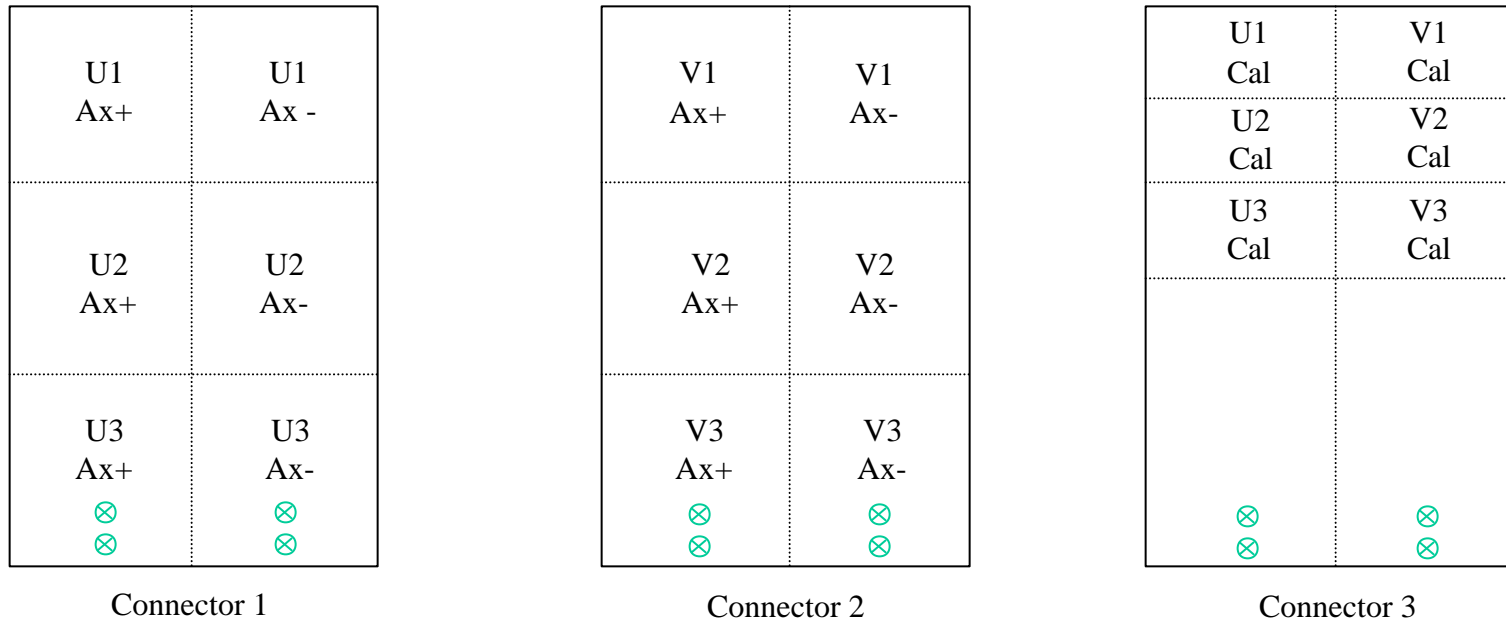 U1
Ax+
U1
Ax -
U2
Ax+
U2
Ax-
U3
Ax+
U3
Ax-
Connector 1
V1
Ax+
V1
Ax-
V2
Ax+
V2
Ax-
V3
Ax+
V3
Ax-
Connector 2
U1
Cal
V1
Cal
U2
Cal
V2
Cal
U3
Cal
V3
Cal
Connector 3